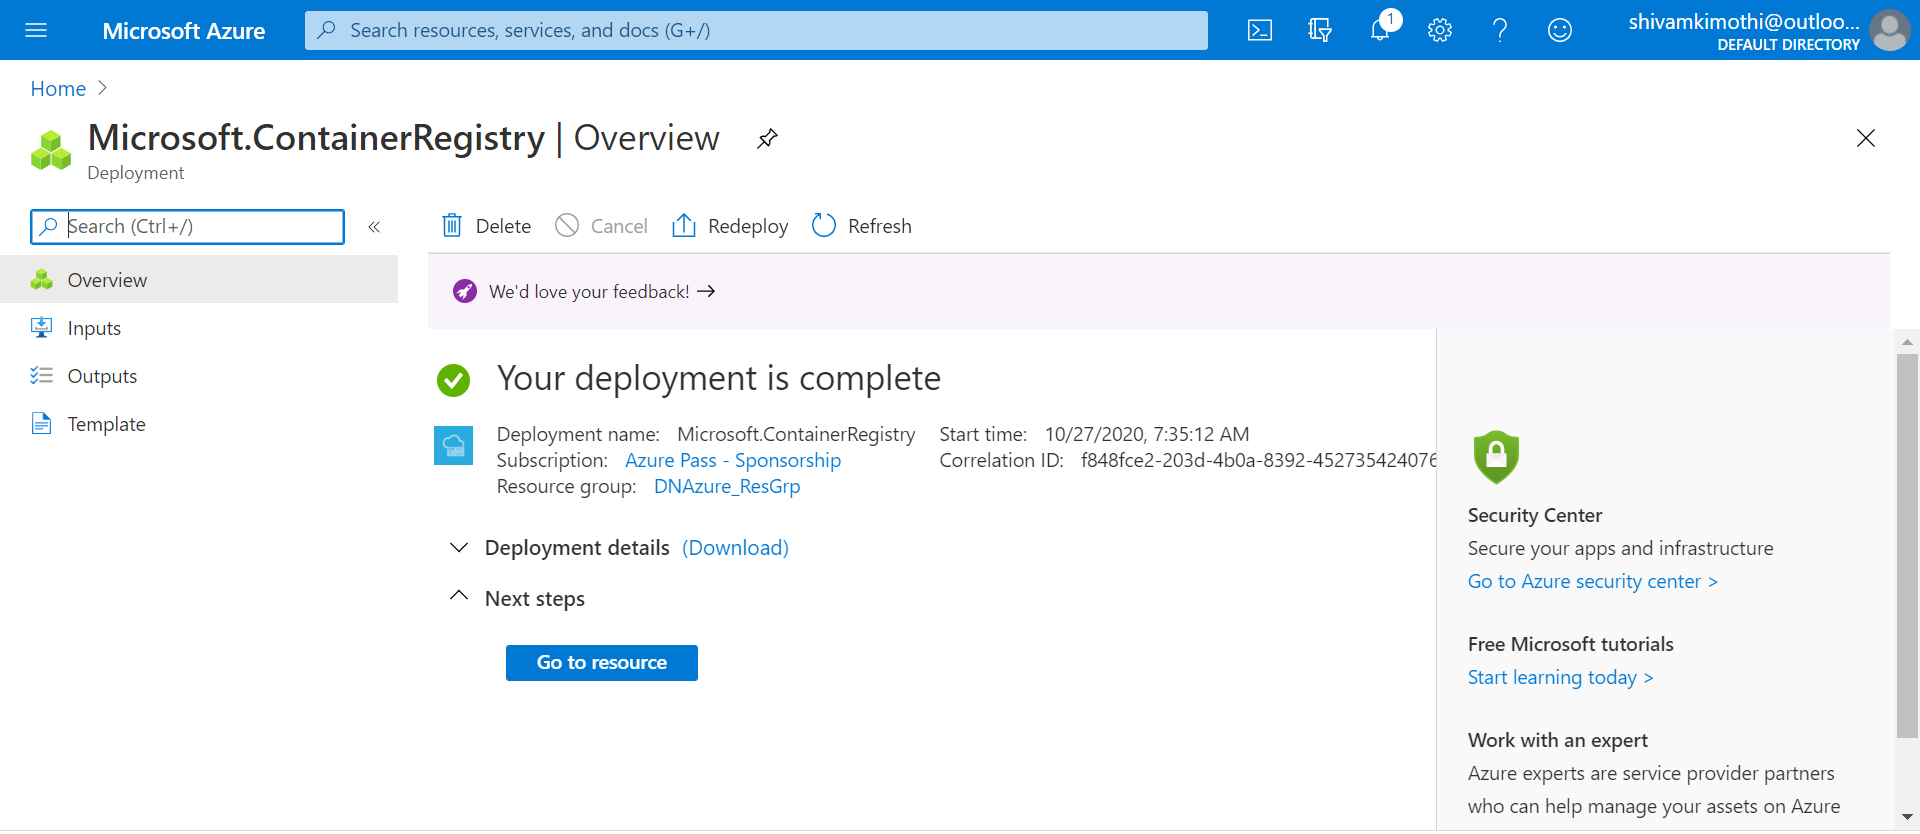 Microsoft Azure
Search resources, services, and docs (G+/)
1
shivamkimothi@outloo...
DEFAULT DIRECTORY
Home
Microsoft.ContainerRegistry | Overview
Deployment
Search (Ctrl+/)
«
Delete
Cancel
Redeploy
Refresh
Overview
Inputs
Outputs
Template
We'd love your feedback! →
Your deployment is complete
Deployment name: Microsoft.ContainerRegistry
Subscription: Azure Pass - Sponsorship
Resource group: DNAzure_ResGrp
Start time: 10/27/2020, 7:35:12 AM
Correlation ID: f848fce2-203d-4b0a-8392-452735424076
Deployment details (Download)
Next steps
Go to resource
Security Center
Secure your apps and infrastructure
Go to Azure security center >
Free Microsoft tutorials
Start learning today >
Work with an expert
Azure experts are service provider partners
who can help manage your assets on Azure